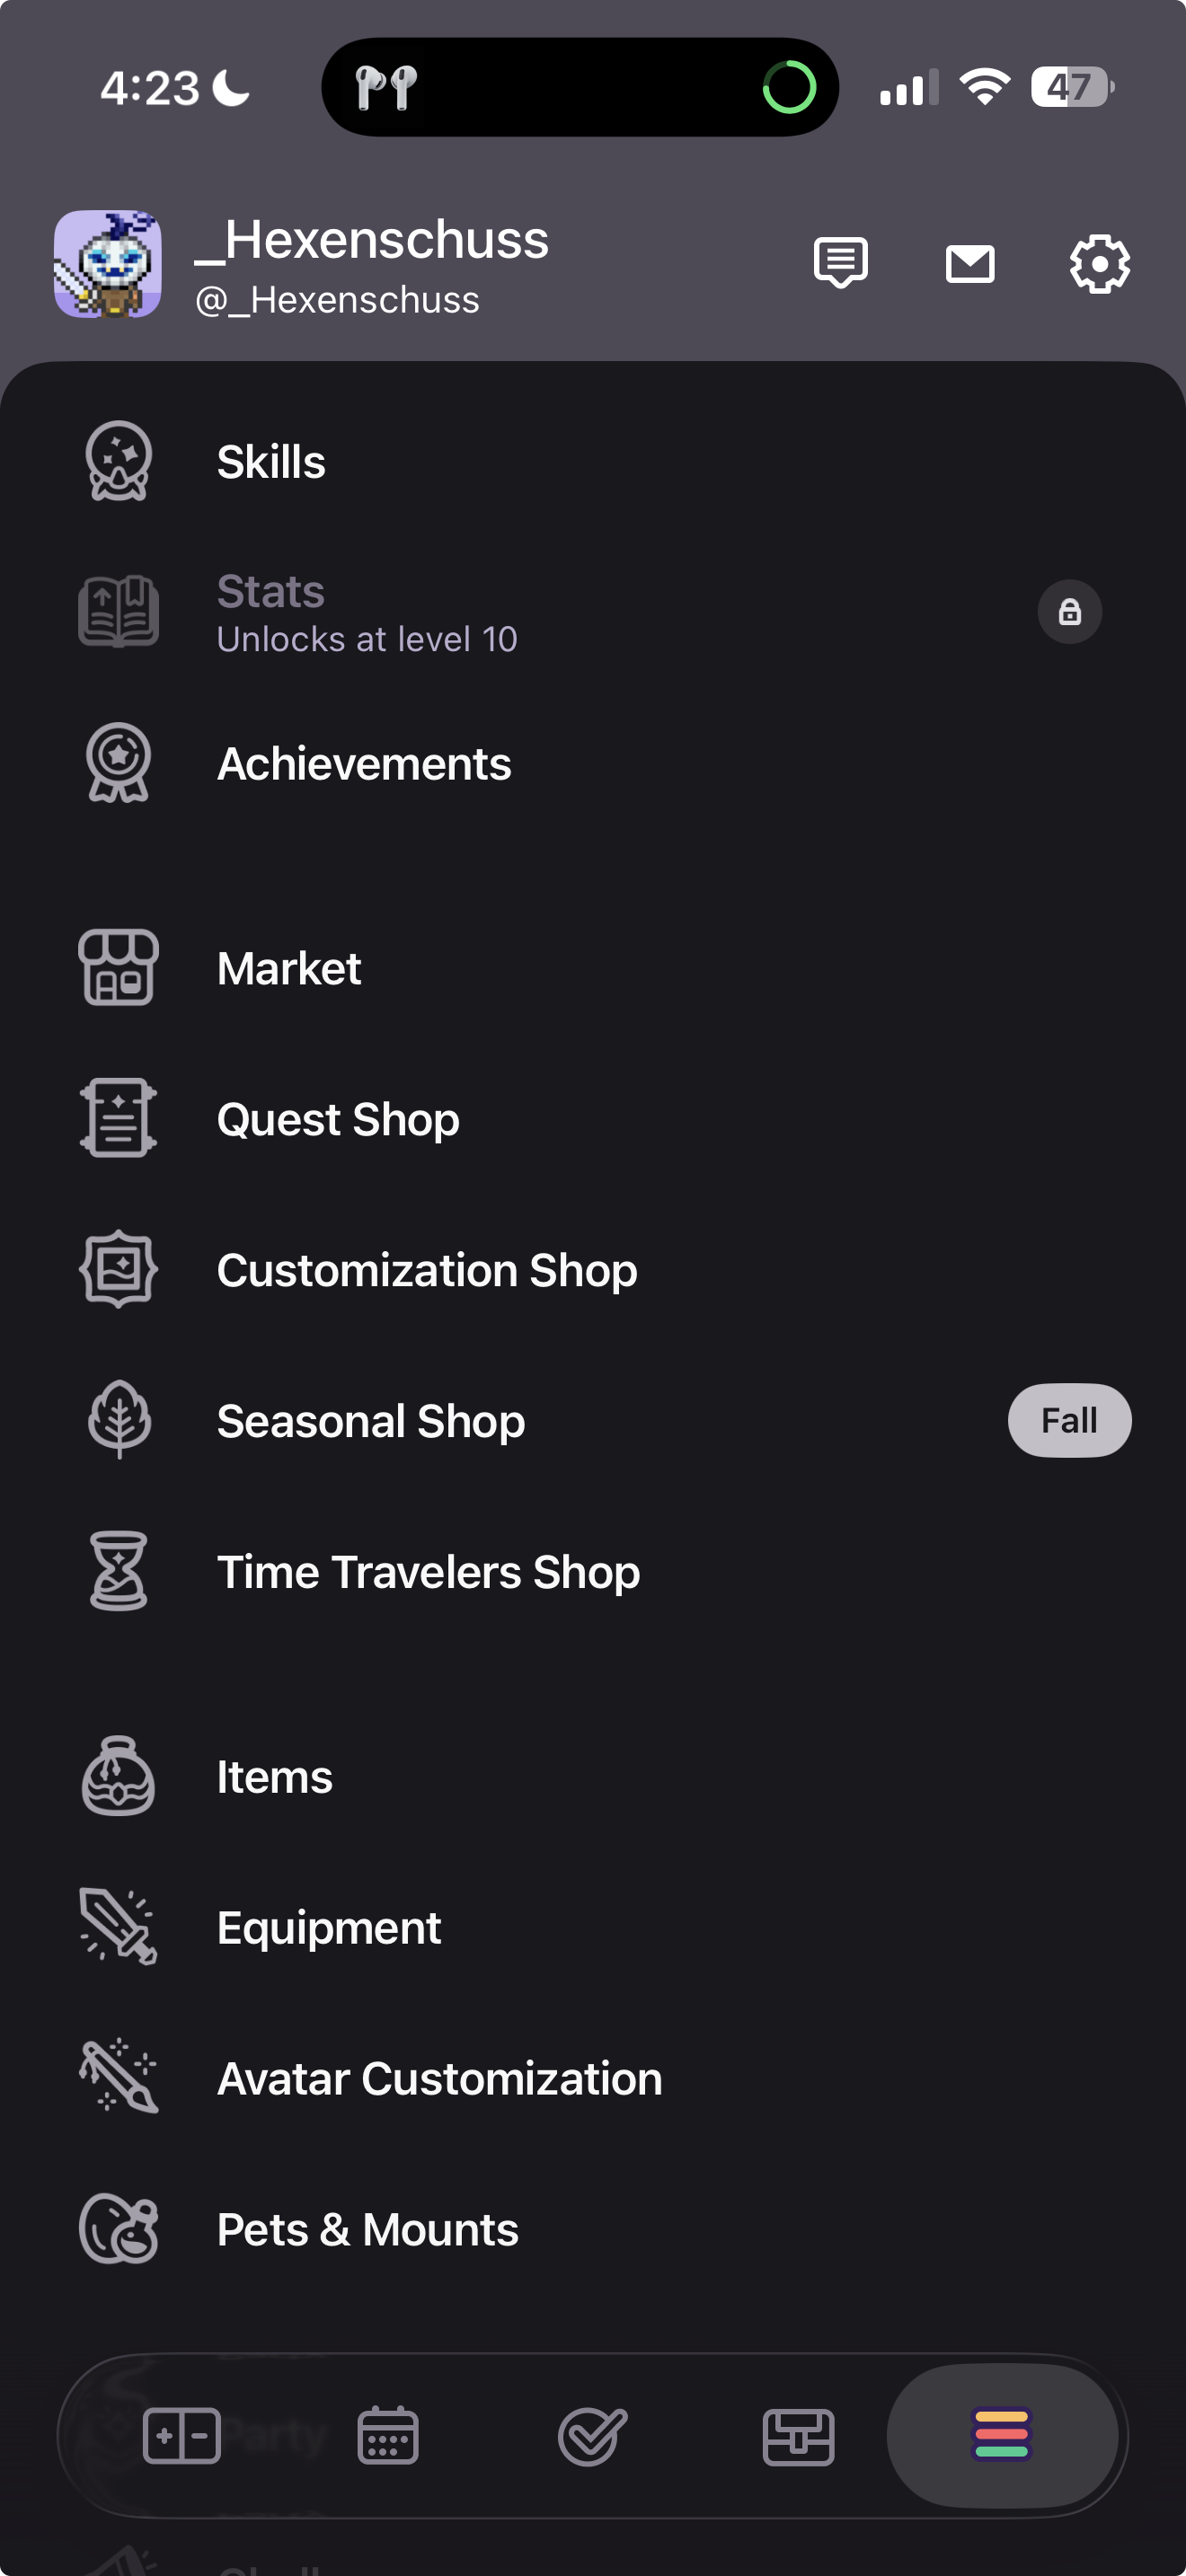 4:23
47
_Hexenschuss
@_Hexenschuss
Skills
Stats
Unlocks at level 10
Achievements
Market
Quest Shop
Customization Shop
Seasonal Shop
Fall
Time Travelers Shop
Items
Equipment
Avatar Customization
Pets & Mounts
Party